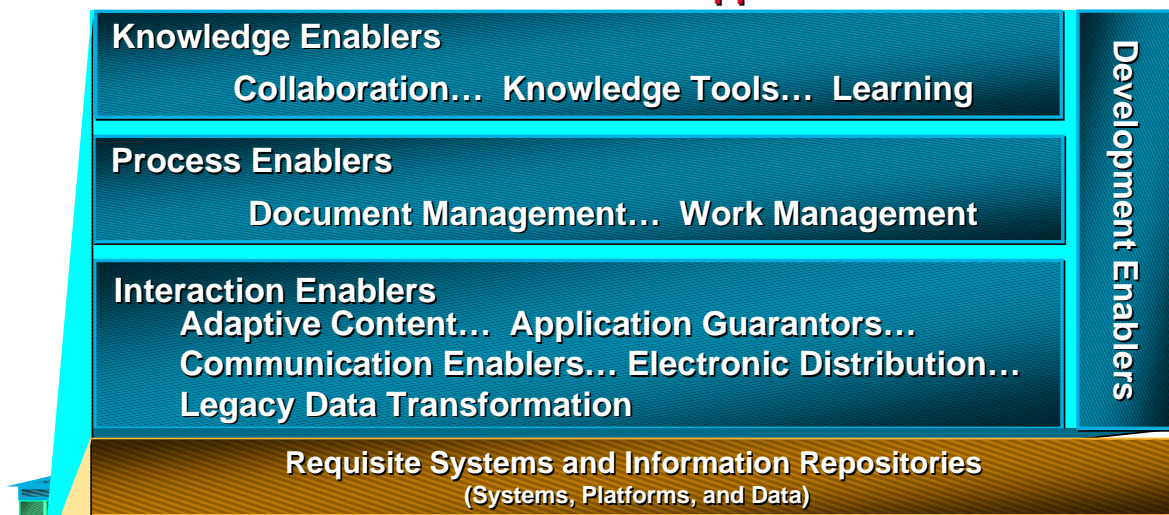 Knowledge Enablers
Collaboration… Knowledge Tools… Learning
Process Enablers
Document Management… Work Management
Interaction Enablers
Adaptive Content… Application Guarantors…
Communication Enablers… Electronic Distribution…
Legacy Data Transformation
Development Enablers
Requisite Systems and Information Repositories
(Systems, Platforms, and Data)